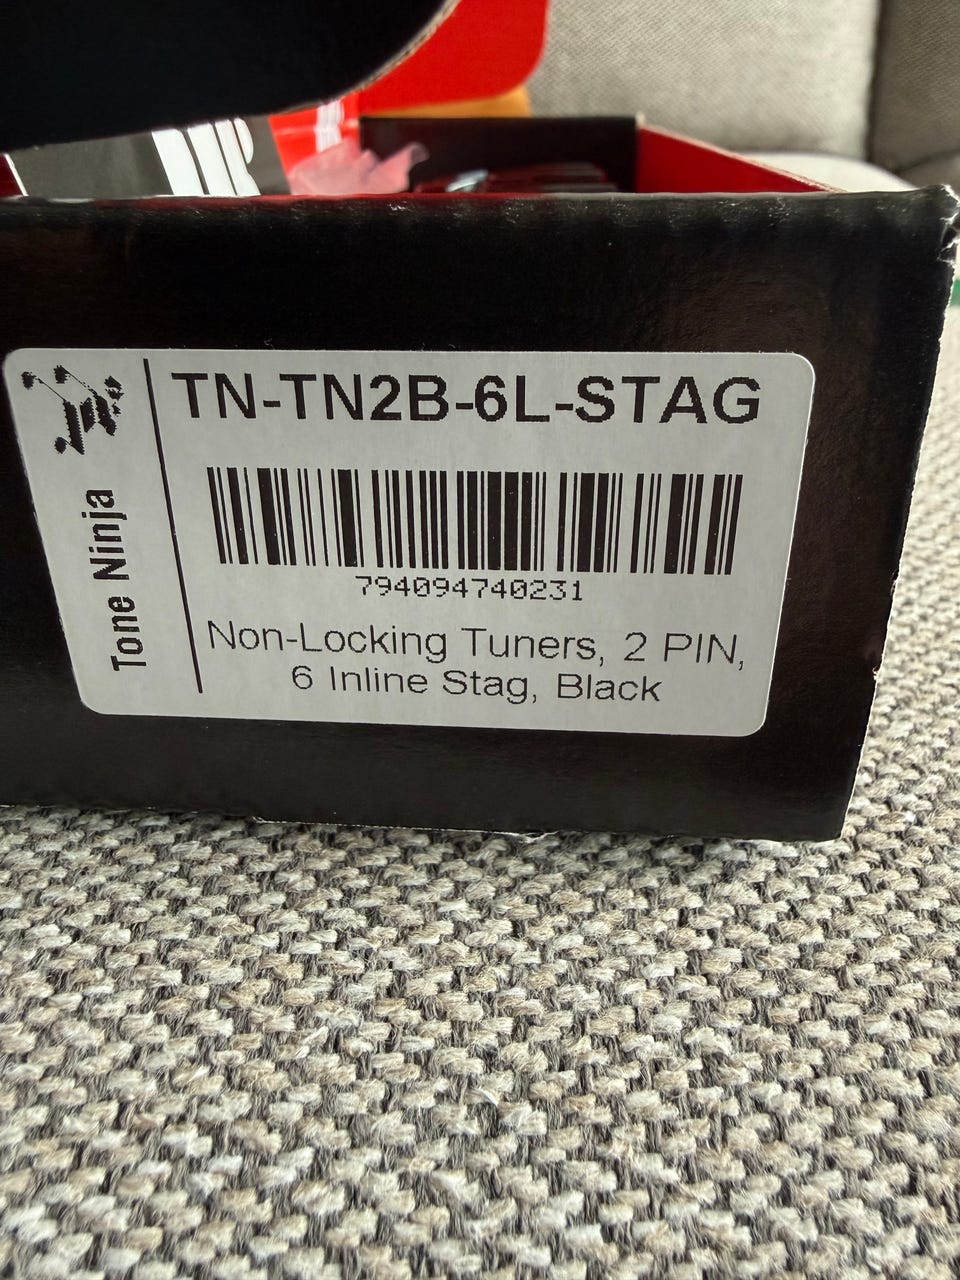 TN-TN2B-6L-STAG
794094740231
Non-Locking Tuners, 2 PIN,
6 Inline Stag, Black
Tone Ninja